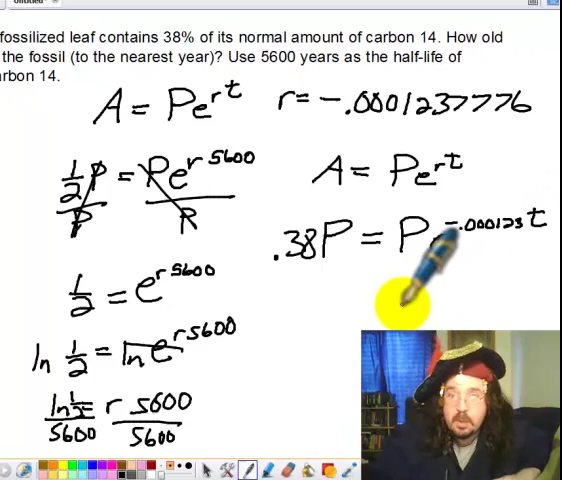 fossilized leaf contains 38% of its normal amount of carbon 14. How old
the fossil (to the nearest year)? Use 5600 years as the half-life of
rbon 14.
A = Pe^rt
r = -.0001237776
1/2 P / P = Pe^r5600 / P
1/2 = e^r5600
ln 1/2 = ln e^r5600
ln 1/2 / 5600 = r 5600 / 5600
A = Pe^rt
.38P = Pe^-.000123t